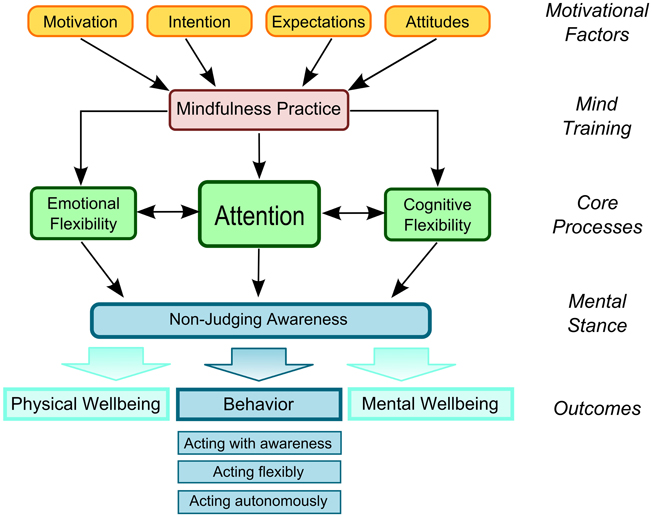 Motivation
Intention
Expectations
Attitudes
Motivational
Factors
Mindfulness Practice
Mind
Training
Emotional
Flexibility
Attention
Cognitive
Flexibility
Core
Processes
Non-Judging Awareness
Mental
Stance
Physical Wellbeing
Behavior
Mental Wellbeing
Outcomes
Acting with awareness
Acting flexibly
Acting autonomously